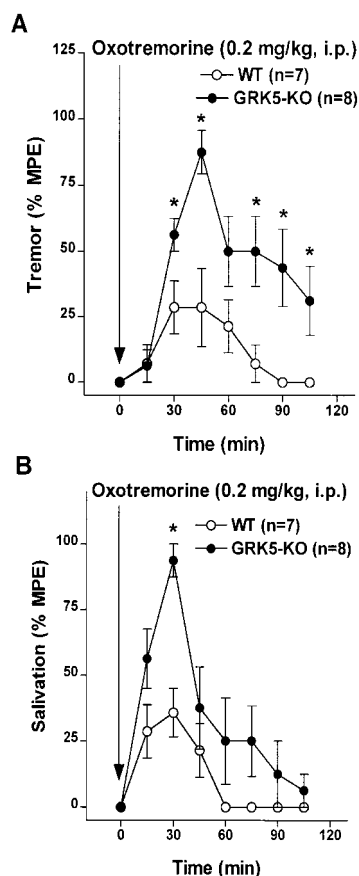 A
Oxotremorine (0.2 mg/kg, i.p.)
WT (n=7)
GRK5-KO (n=8)
125
100
75
50
25
0
Tremor (% MPE)
*
*
*
*
*
0 30 60 90 120
Time (min)
B
Oxotremorine (0.2 mg/kg, i.p.)
WT (n=7)
GRK5-KO (n=8)
100
75
50
25
0
Salivation (% MPE)
*
0 30 60 90 120
Time (min)